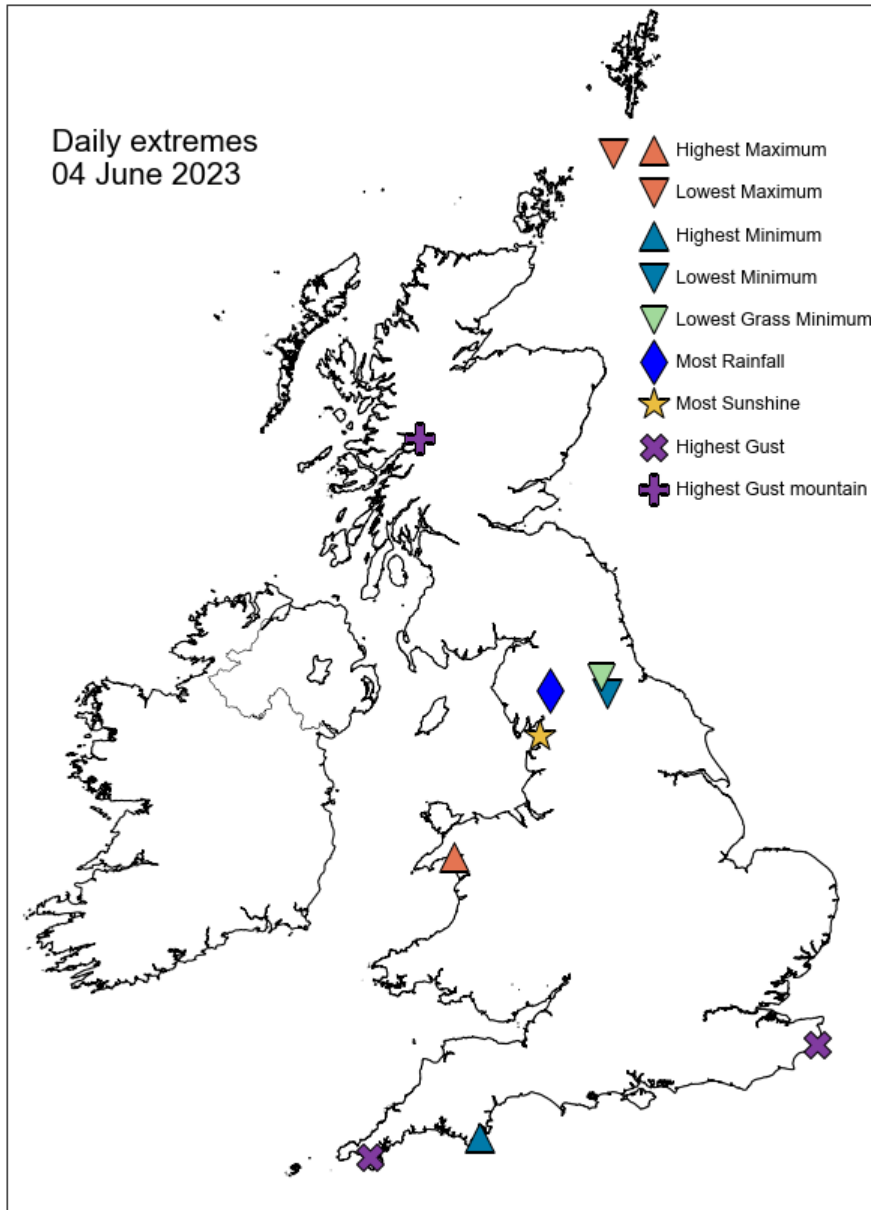 Daily extremes
04 June 2023
Highest Maximum
Lowest Maximum
Highest Minimum
Lowest Minimum
Lowest Grass Minimum
Most Rainfall
Most Sunshine
Highest Gust
Highest Gust mountain